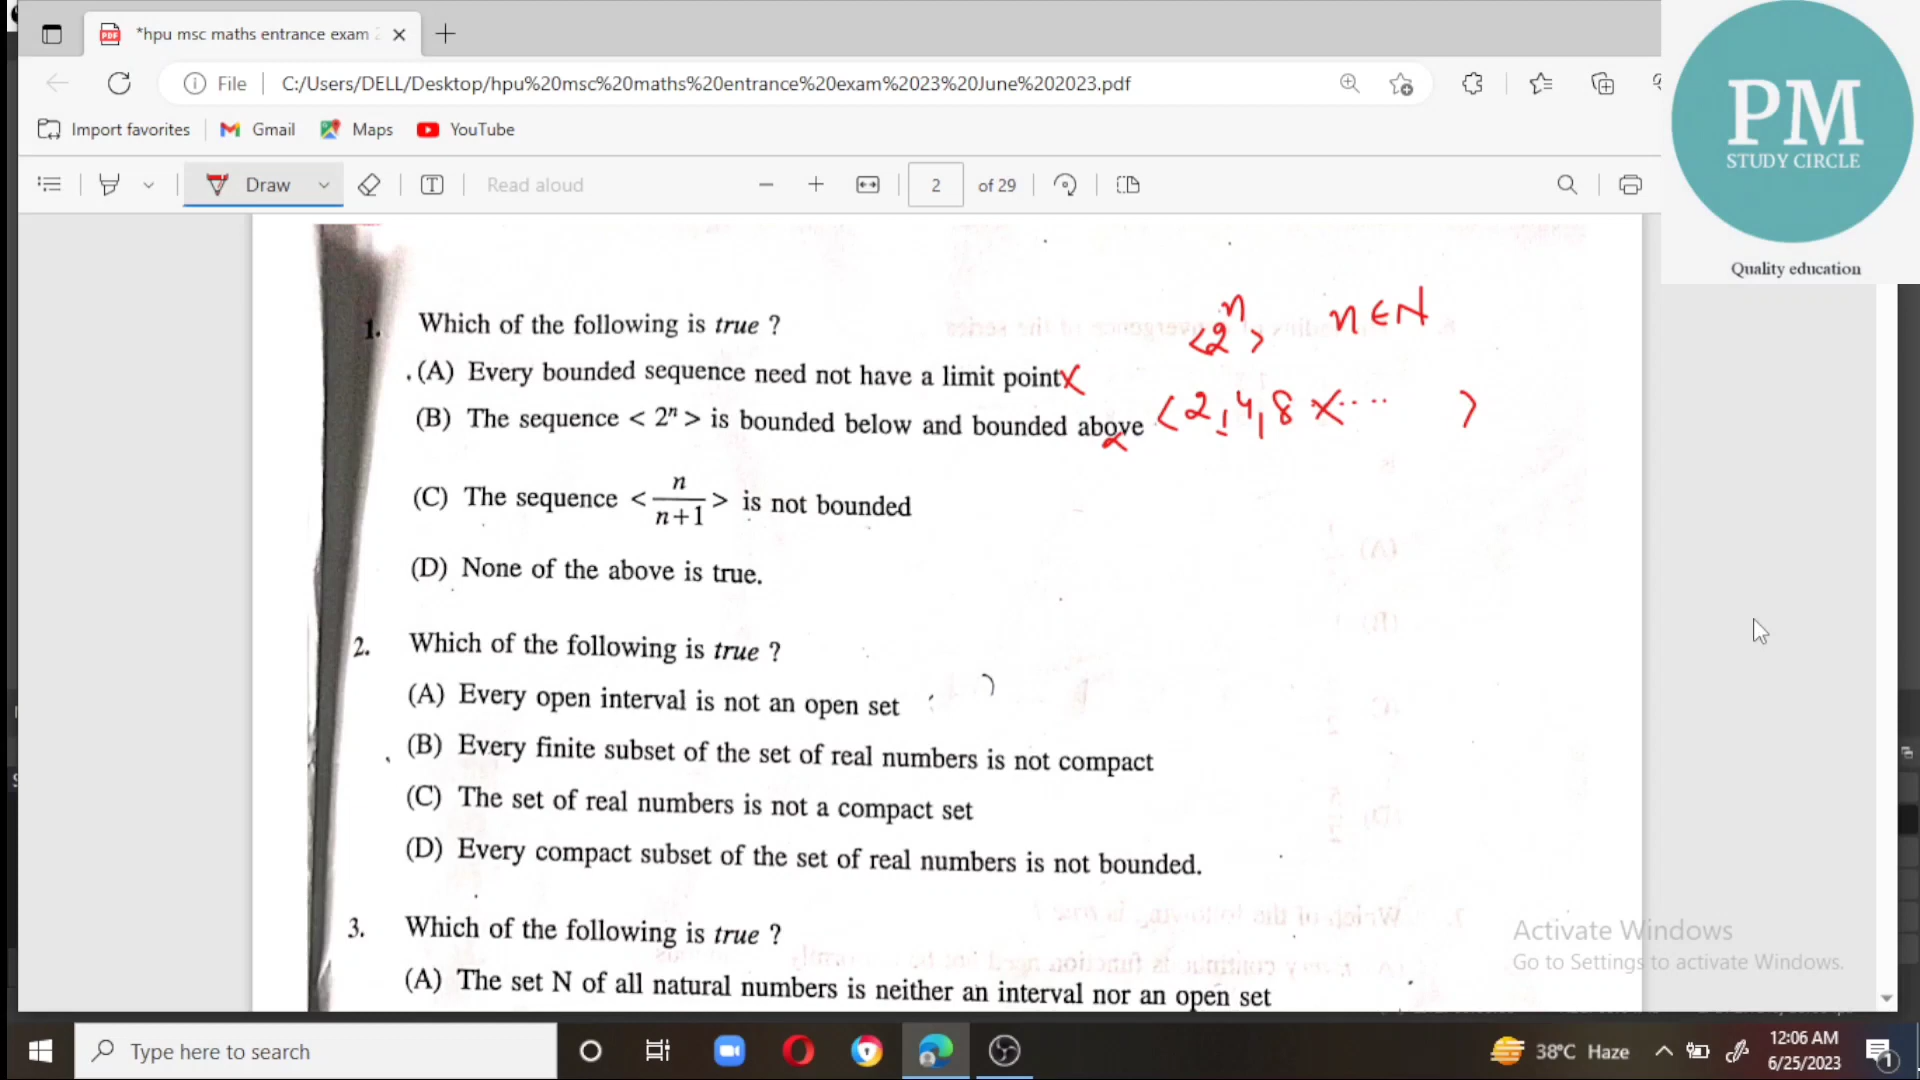 *hpu msc maths entrance exam 2
File C:/Users/DELL/Desktop/hpu%20msc%20maths%20entrance%20exam%2023%20June%202023.pdf
Import favorites Gmail Maps YouTube
Draw Read aloud 2 of 29
PM
STUDY CIRCLE
Quality education
1. Which of the following is true ?
(A) Every bounded sequence need not have a limit point X
(B) The sequence < 2ⁿ > is bounded below and bounded above
(C) The sequence < n/n+1 > is not bounded
(D) None of the above is true.
<2ⁿ> n∈N
<2,4,8 ..... >
2. Which of the following is true ?
(A) Every open interval is not an open set
(B) Every finite subset of the set of real numbers is not compact
(C) The set of real numbers is not a compact set
(D) Every compact subset of the set of real numbers is not bounded.
3. Which of the following is true ?
(A) The set N of all natural numbers is neither an interval nor an open set
Activate Windows
Go to Settings to activate Windows.
Type here to search
38°C Haze
12:06 AM
6/25/2023
1